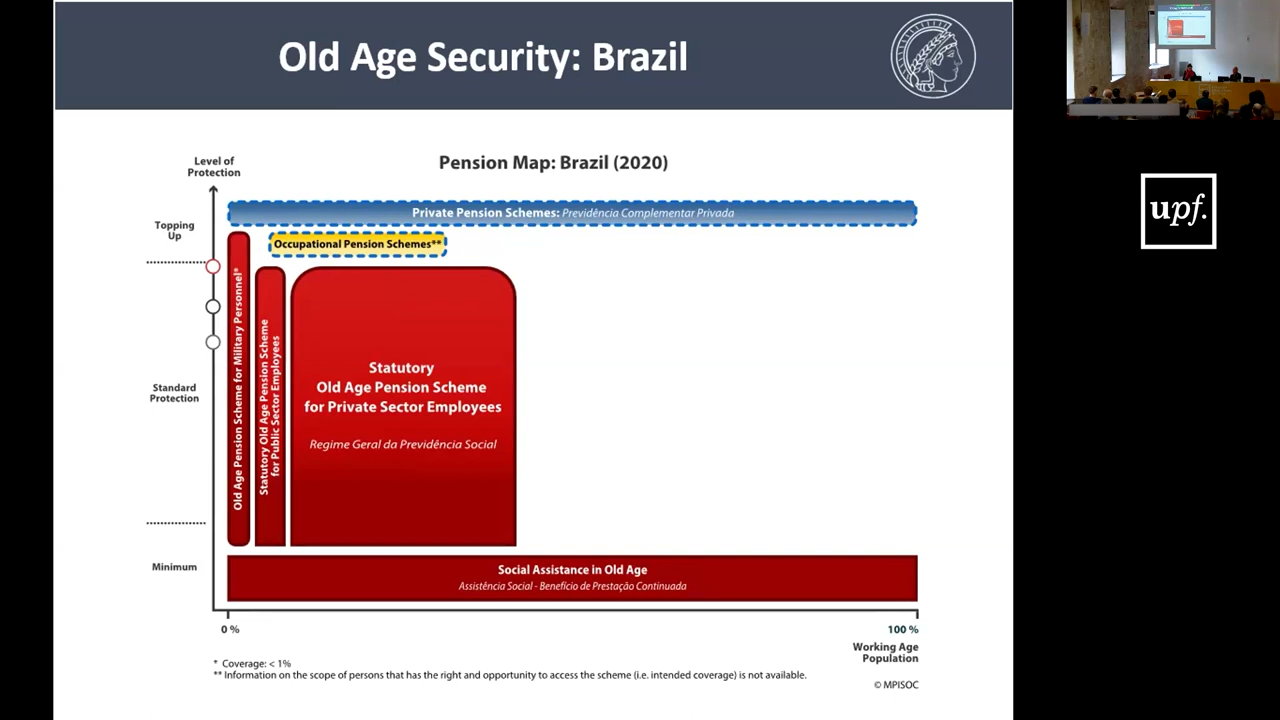 Old Age Security: Brazil
Pension Map: Brazil (2020)
Level of
Protection
Topping
Up
Standard
Protection
Minimum
Private Pension Schemes: Previdência Complementar Privada
Occupational Pension Schemes**
Old Age Pension Scheme for Military Personnel*
Statutory Old Age Pension Scheme
for Public Sector Employees
Statutory
Old Age Pension Scheme
for Private Sector Employees
Regime Geral da Previdência Social
Social Assistance in Old Age
Assistência Social - Benefício de Prestação Continuada
0 %
100 %
Working Age
Population
* Coverage: < 1%
** Information on the scope of persons that has the right and opportunity to access the scheme (i.e. intended coverage) is not available.
© MPISOC
upf.